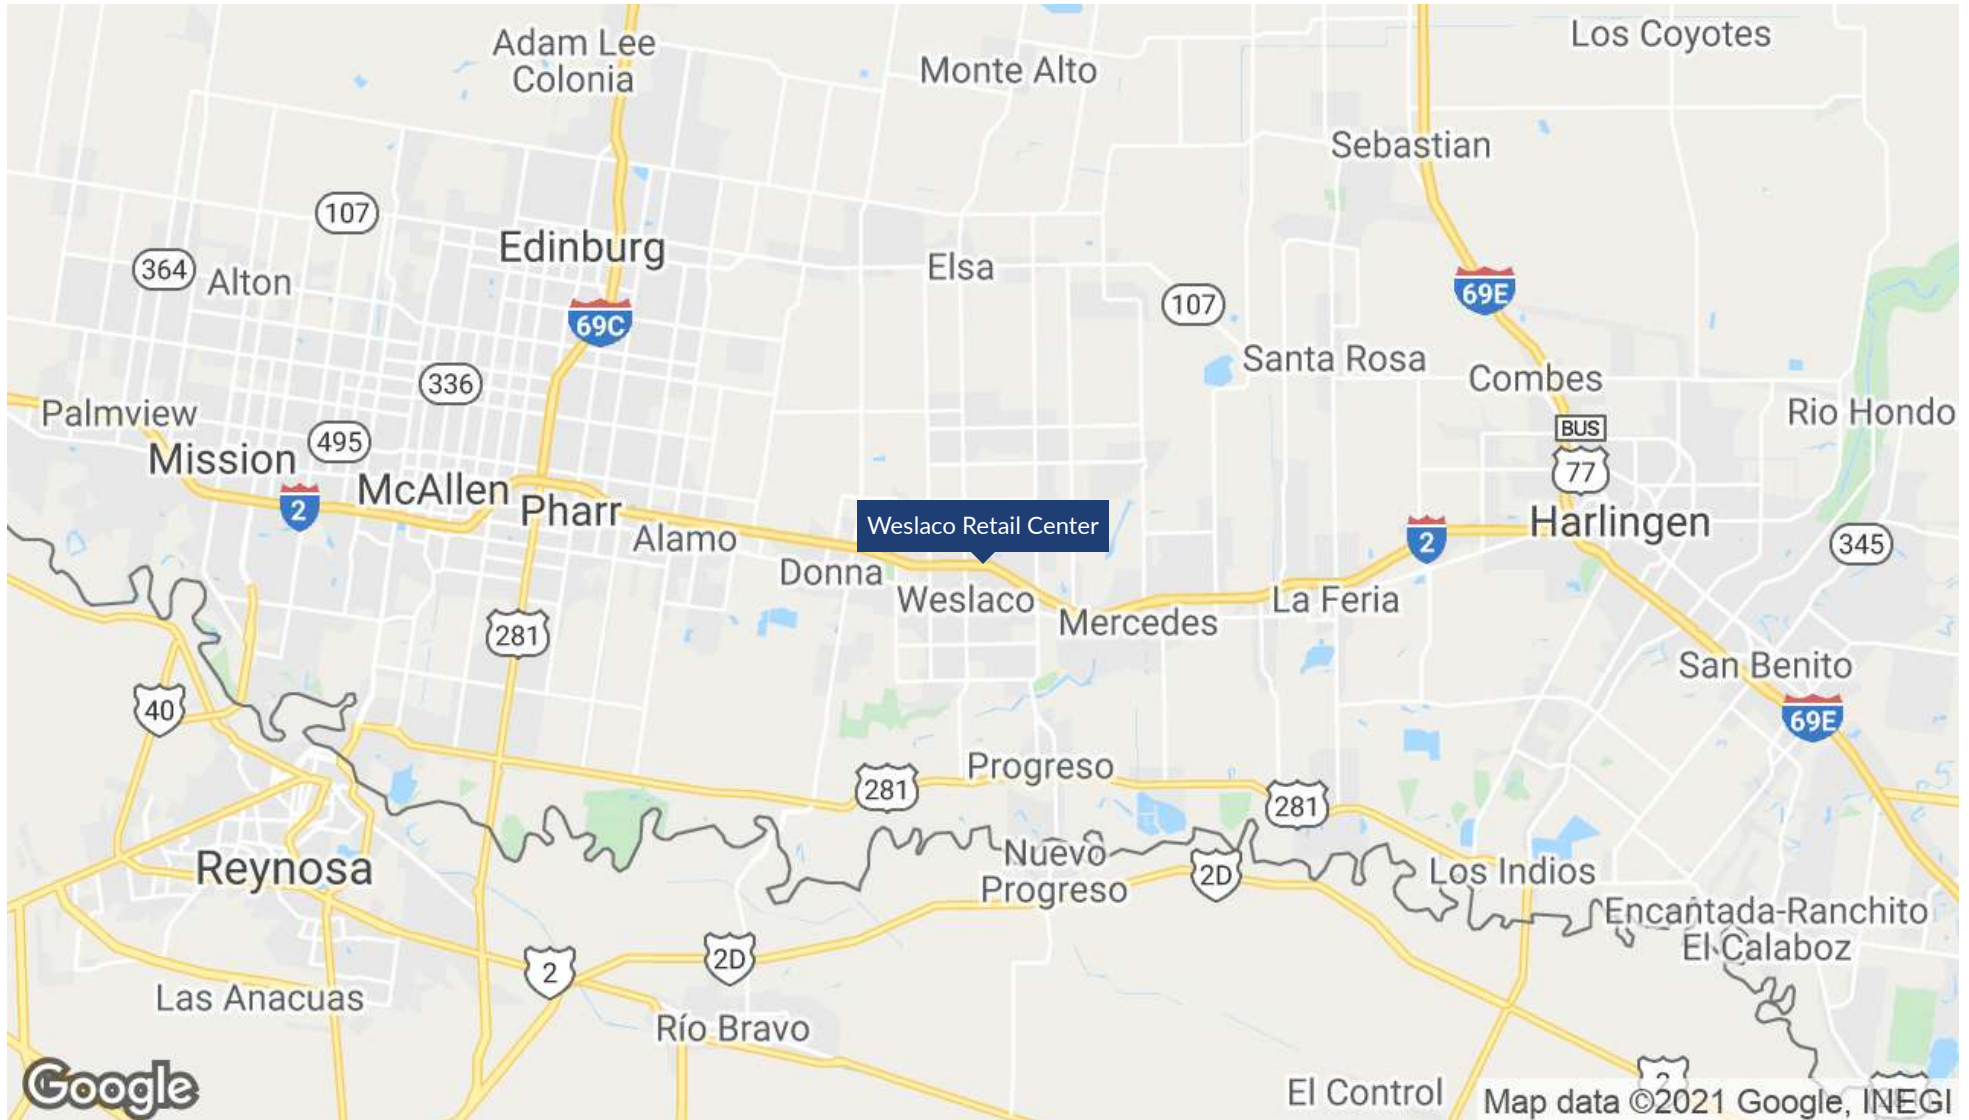 Adam Lee
Colonia
Monte Alto
Los Coyotes
Sebastian
107
Edinburg
364
Alton
Elsa
107
69E
69C
Santa Rosa
Combes
336
Palmview
495
Rio Hondo
BUS
77
Mission
McAllen
2
Pharr
Alamo
Weslaco Retail Center
2
Harlingen
345
Donna
Weslaco
Mercedes
La Feria
281
San Benito
40
69E
Progreso
281
281
Nuevo
Progreso
2D
Los Indios
Reynosa
Encantada-Ranchito
El Calaboz
2
2D
Las Anacuas
Río Bravo
El Control
2
Google
Map data ©2021 Google, INEGI